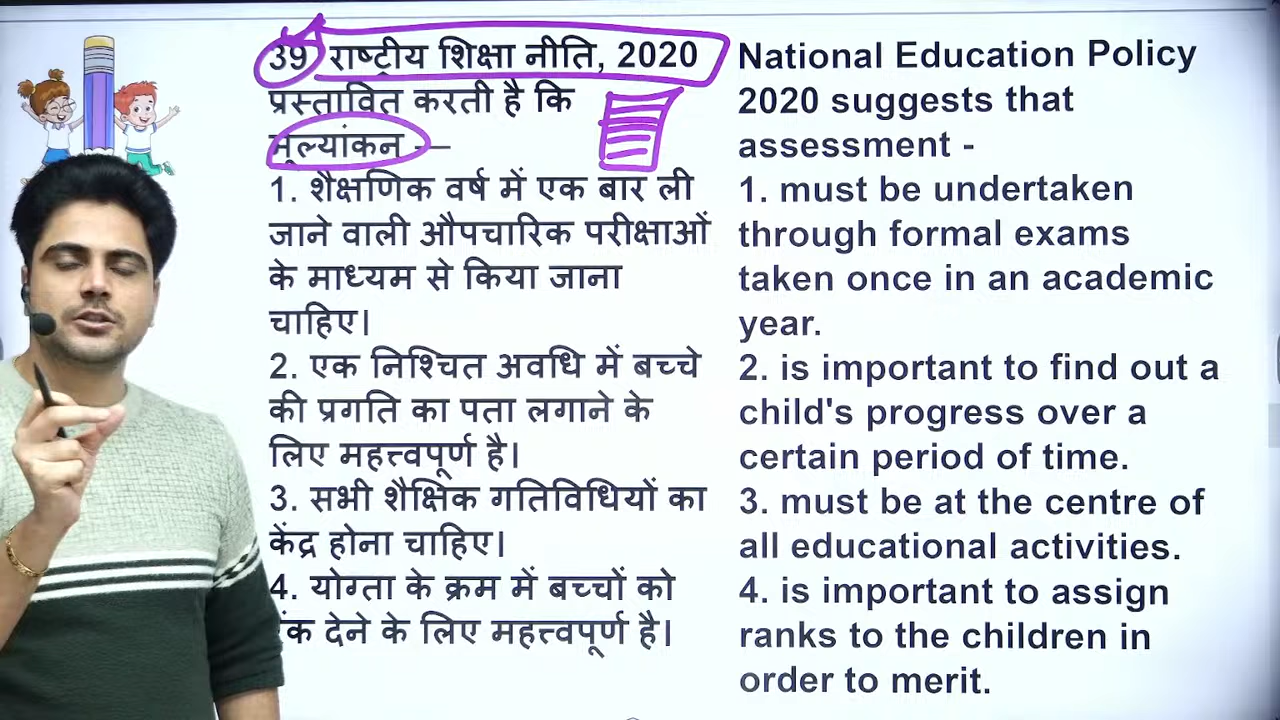 39 राष्ट्रीय शिक्षा नीति, 2020
प्रस्तावित करती है कि
मूल्यांकन —
1. शैक्षणिक वर्ष में एक बार ली
जाने वाली औपचारिक परीक्षाओं
के माध्यम से किया जाना
चाहिए।
2. एक निश्चित अवधि में बच्चे
की प्रगति का पता लगाने के
लिए महत्त्वपूर्ण है।
3. सभी शैक्षिक गतिविधियों का
केंद्र होना चाहिए।
4. योग्ता के क्रम में बच्चों को
देने के लिए महत्त्वपूर्ण है।
National Education Policy
2020 suggests that
assessment -
1. must be undertaken
through formal exams
taken once in an academic
year.
2. is important to find out a
child's progress over a
certain period of time.
3. must be at the centre of
all educational activities.
4. is important to assign
ranks to the children in
order to merit.